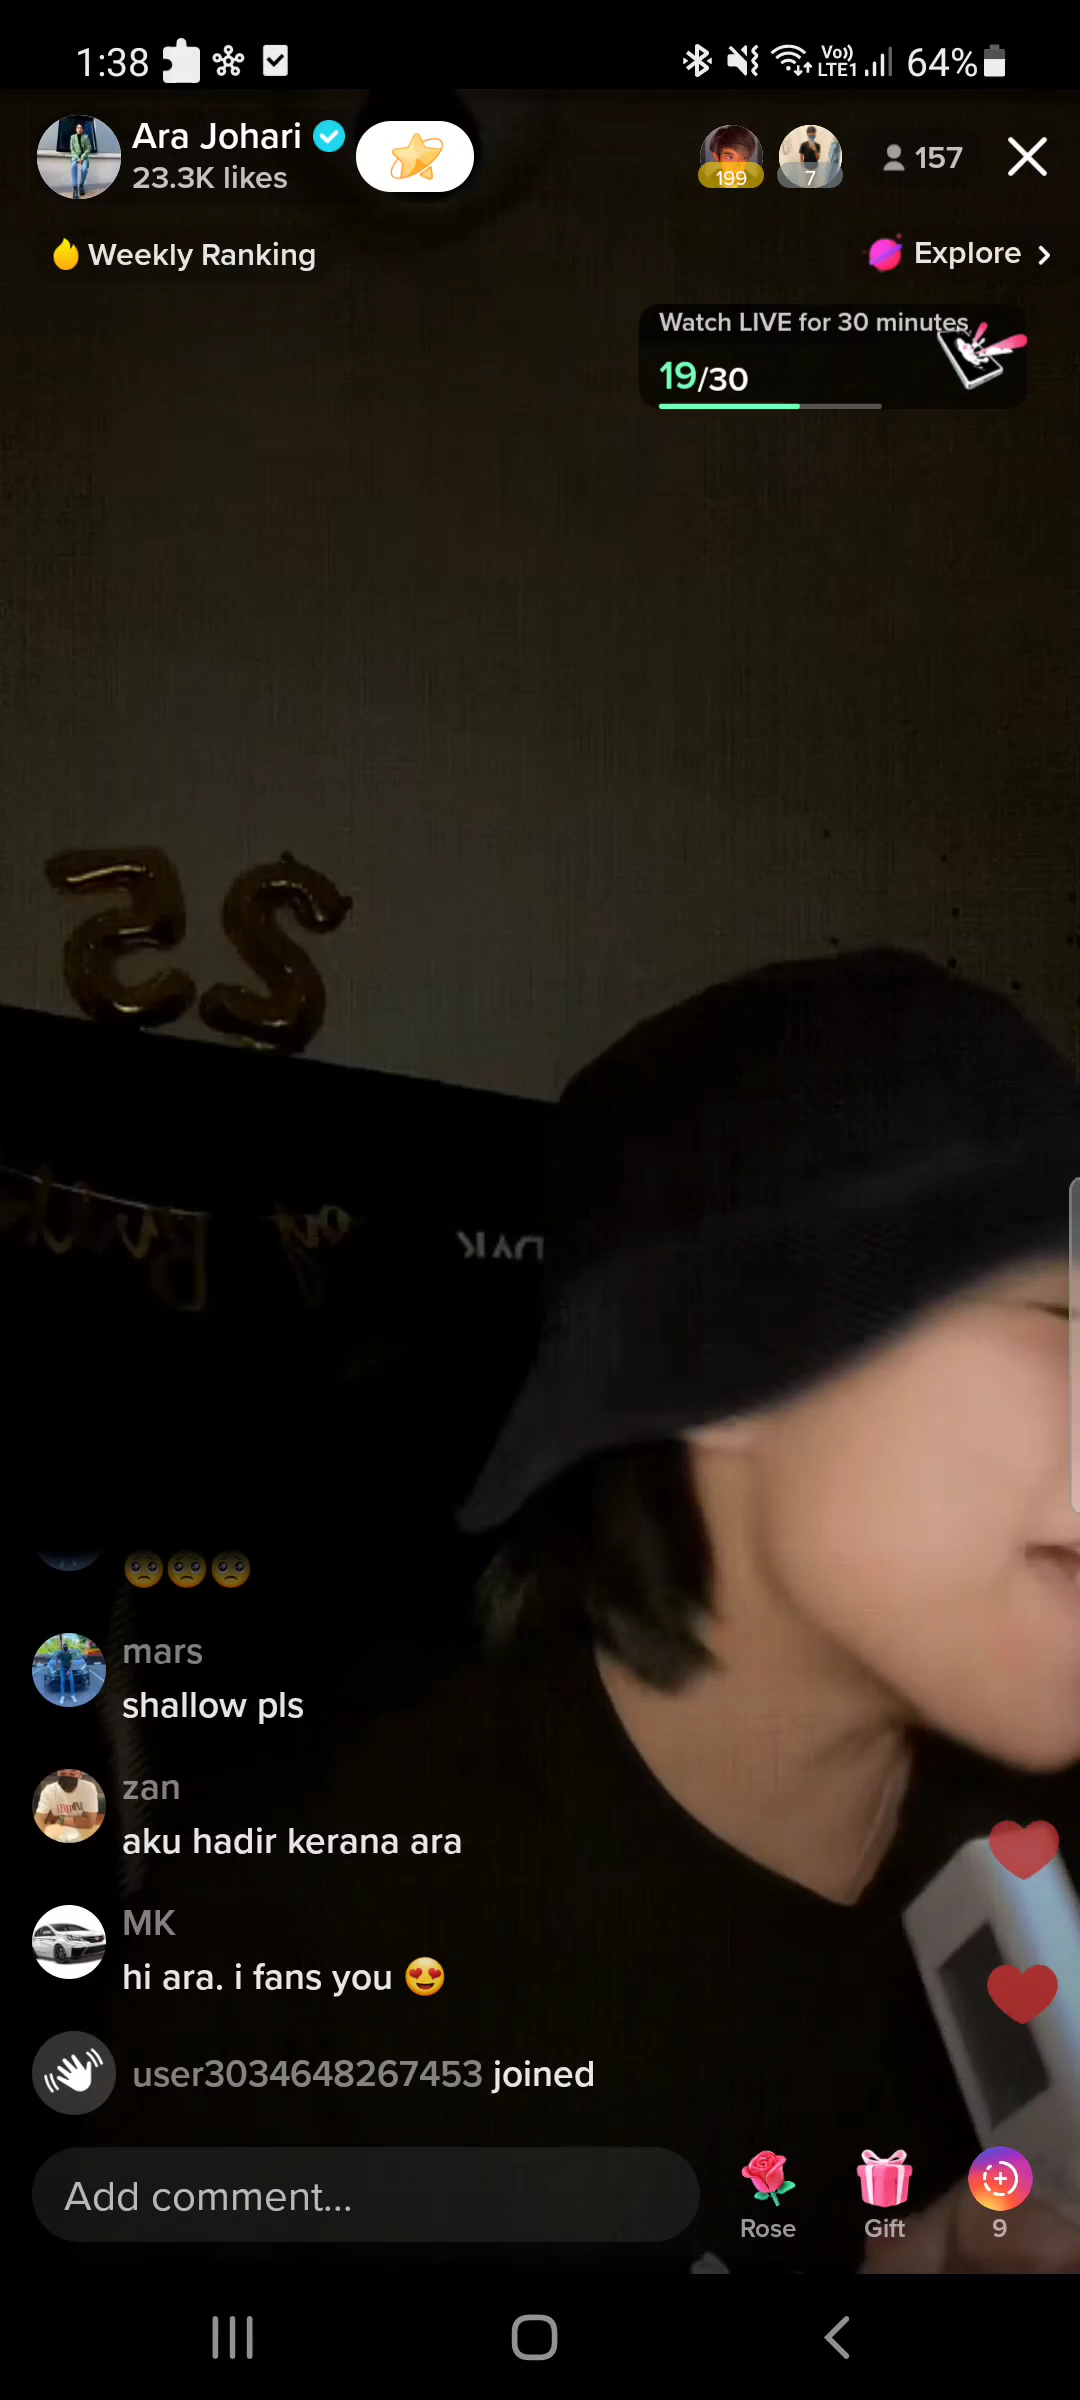 1:38
Vo))
LTE1
64%
Ara Johari
23.3K likes
199
7
157
Weekly Ranking
Explore
Watch LIVE for 30 minutes
19/30
25
🥺🥺🥺
mars
shallow pls
zan
aku hadir kerana ara
MK
hi ara. i fans you 😍
user3034648267453 joined
Add comment...
Rose
Gift
9